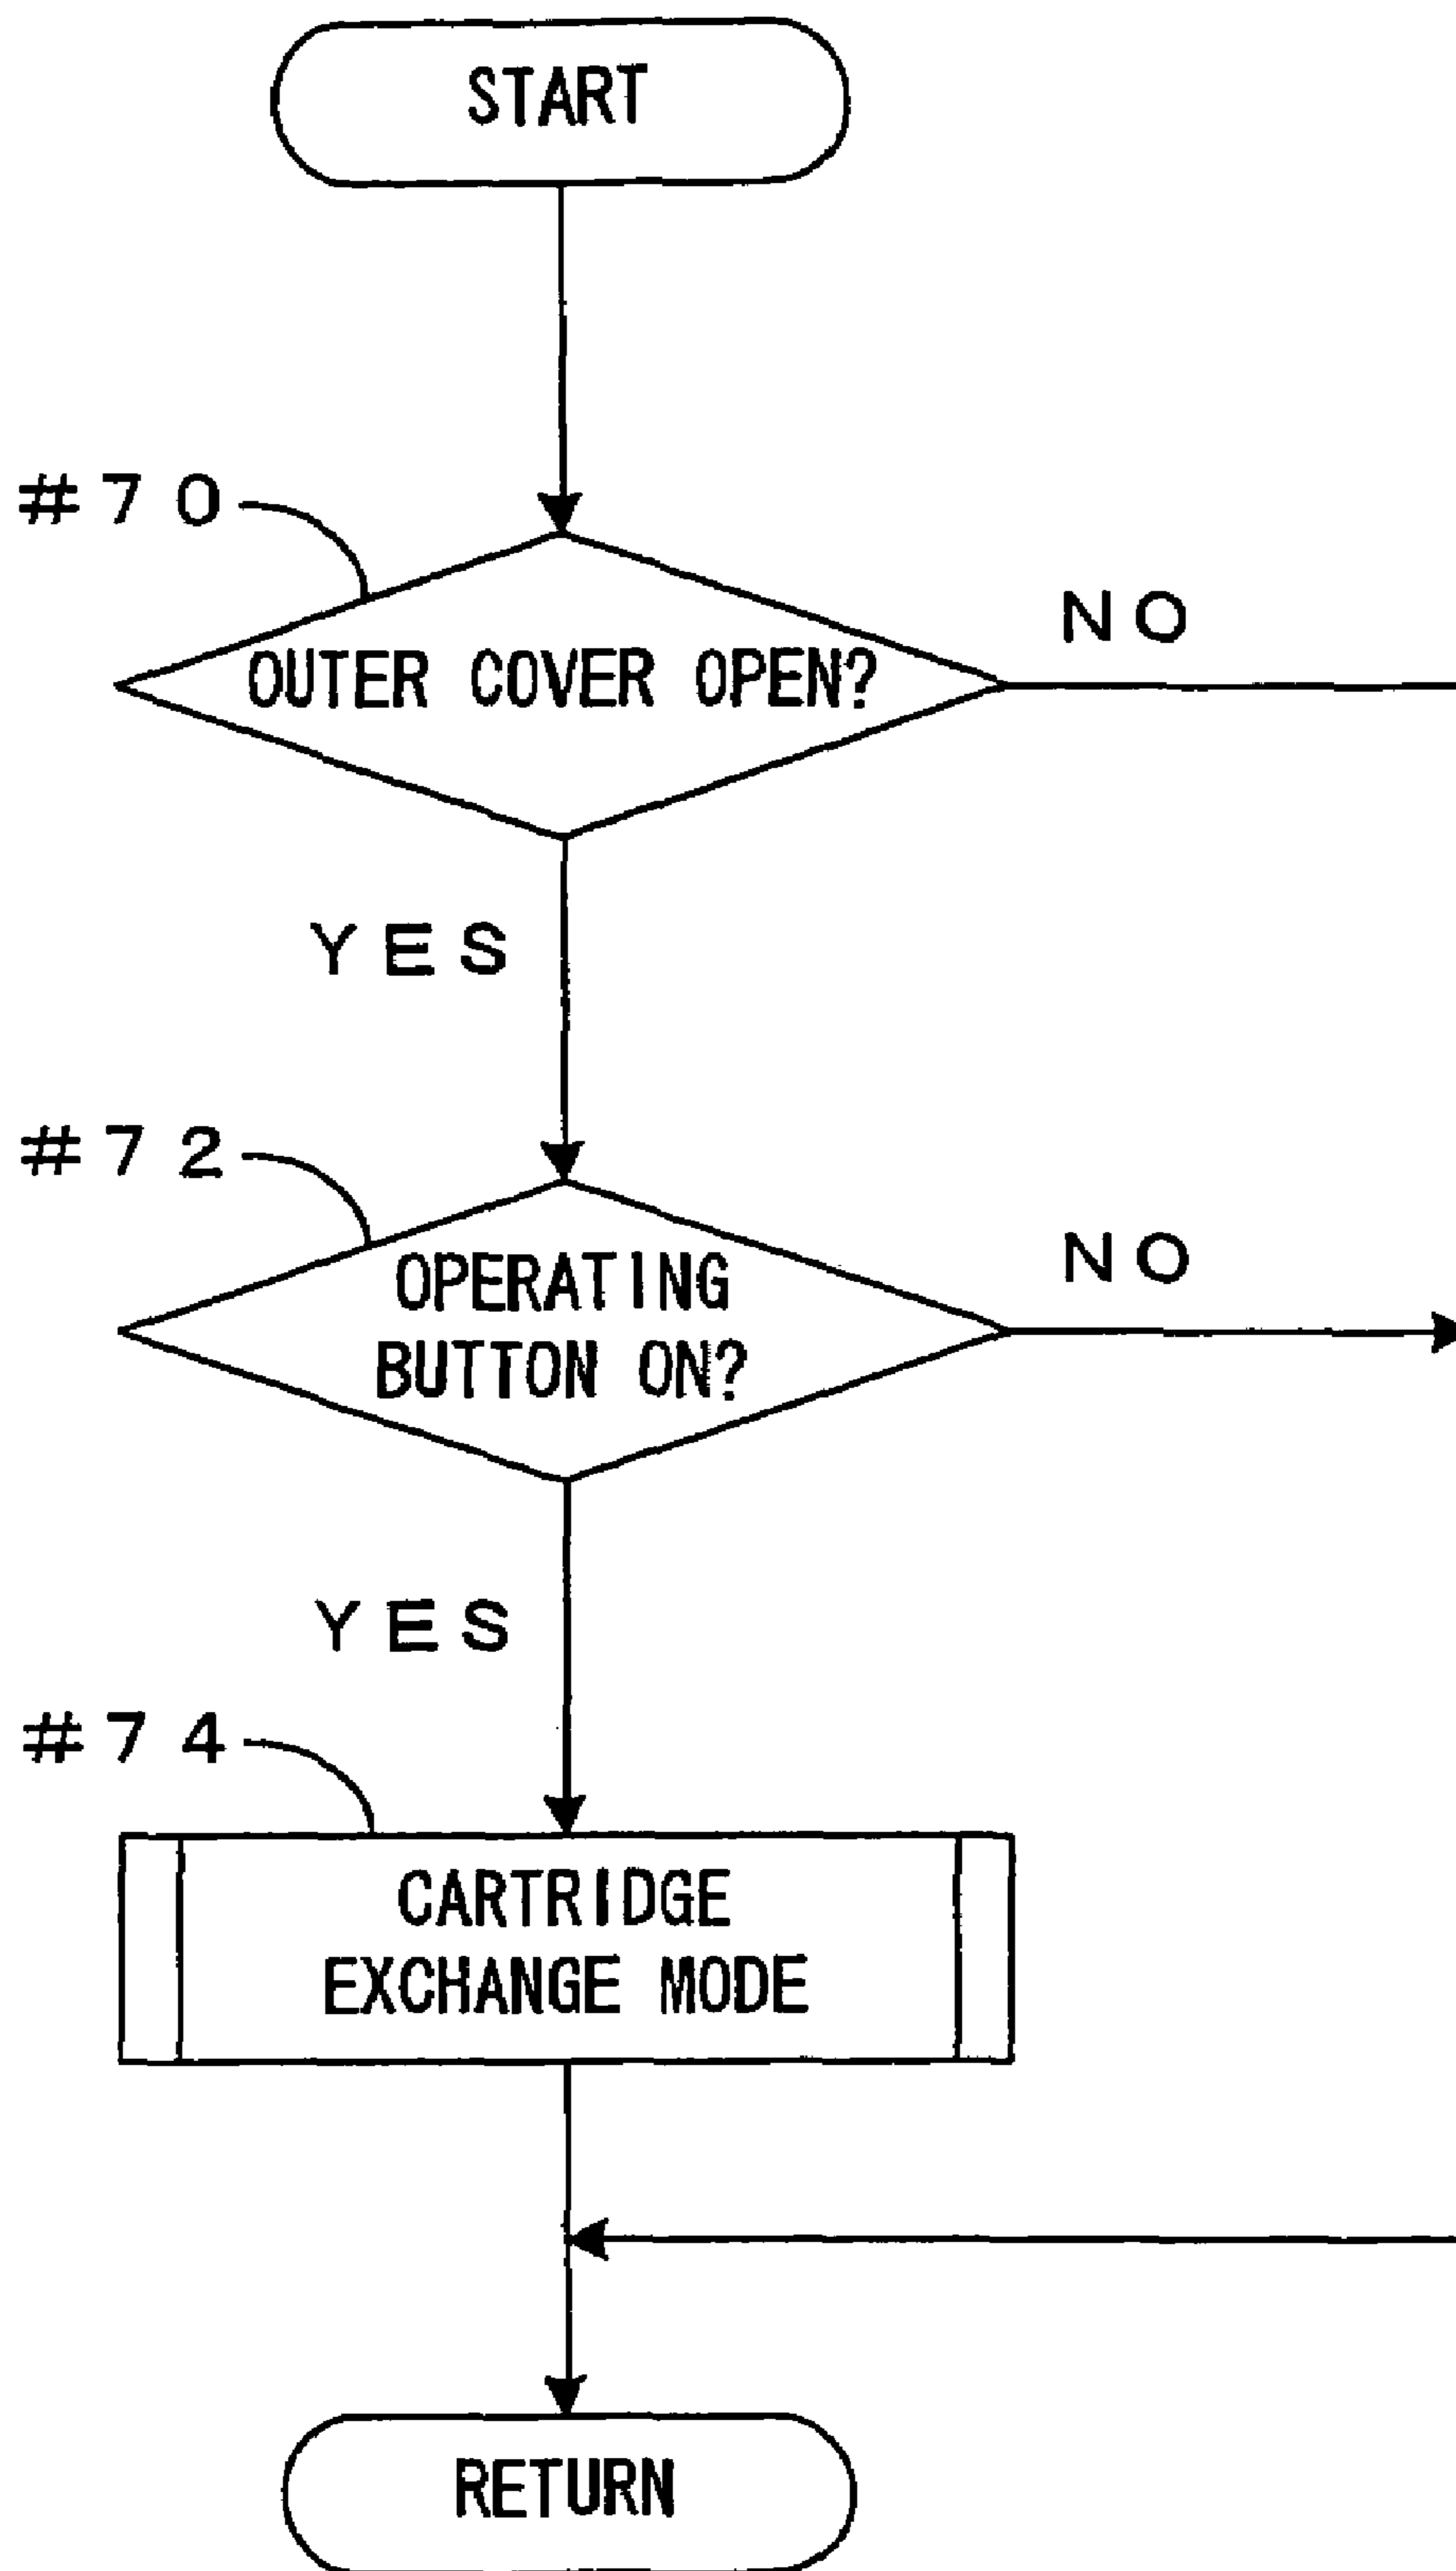 START
#70
NO
OUTER COVER OPEN?
YES
#72
NO
OPERATING
BUTTON ON?
YES
#74
CARTRIDGE
EXCHANGE MODE
RETURN